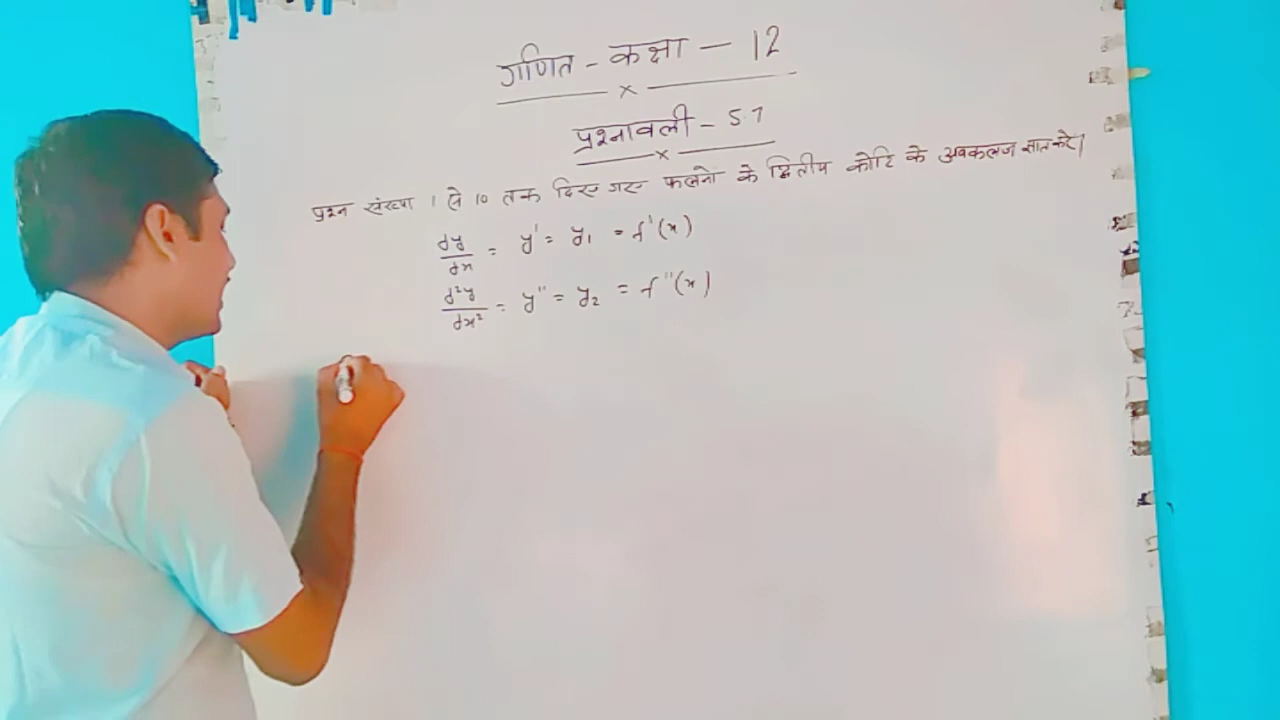 गणित - कक्षा - 12
प्रश्नावली - 5.7
प्रश्न संख्या 1 से 10 तक दिए गए फलनों के द्वितीय कोटि के अवकलज ज्ञात करें।
dy/dx = y' = y₁ = f'(x)
d²y/dx² = y'' = y₂ = f''(x)